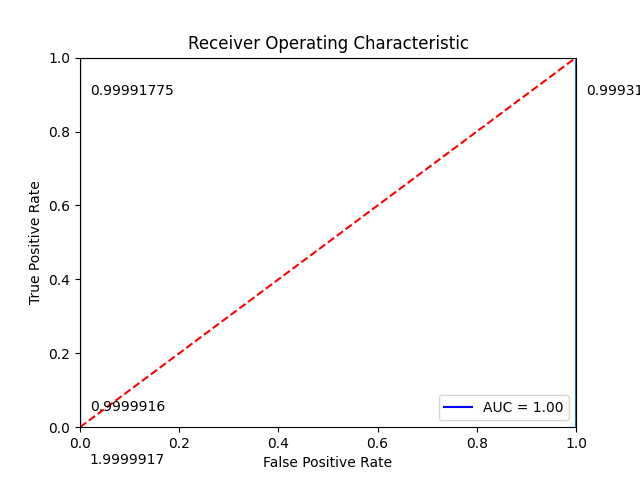 Receiver Operating Characteristic
1.0
0.99991775
0.99931
0.8
0.6
True Positive Rate
0.4
0.2
0.9999916
AUC = 1.00
0.0
0.0 0.2 0.4 0.6 0.8 1.0
1.9999917
False Positive Rate